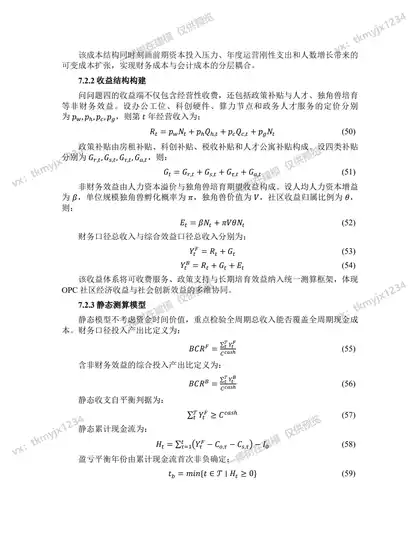 该成本结构同时刻画前期资本投入压力、年度运营刚性支出和人数增长带来的
可变成本扩张，实现财务成本与会计成本的分层耦合。
7.2.2 收益结构构建
问问题四的收益端不仅包含经营性收费，还包括政策补贴与人才、独角兽培育
等非财务效益。设办公工位、科创硬件、算力节点和政务人才服务的定价分别
为 p_w, p_h, p_c, p_g，则第 t 年经营收入为：
R_t = p_w N_t + p_h Q_{h,t} + p_c Q_{c,t} + p_g N_t (50)
政策补贴由房租补贴、科创补贴、税收补贴和人才公寓补贴构成。设四类补贴
分别为 G_{r,t}, G_{s,t}, G_{t,t}, G_{a,t}，则：
G_t = G_{r,t} + G_{s,t} + G_{t,t} + G_{a,t} (51)
非财务效益由人力资本溢价与独角兽培育期望收益构成。设人均人力资本增益
为 β，单位规模独角兽孵化概率为 π，独角兽价值为 V，社区收益归属比例为 θ，
则：
E_t = βN_t + πVθN_t (52)
财务口径总收入与综合效益口径总收入分别为：
Y_t^F = R_t + G_t (53)
Y_t^B = R_t + G_t + E_t (54)
该收益体系将可收费服务、政策支持与长期培育效益纳入统一测算框架，体现
OPC 社区经济收益与社会创新效益的多维协同。
7.2.3 静态测算模型
静态模型不考虑资金时间价值，重点检验全周期总收入能否覆盖全周期现金成
本。财务口径投入产出比定义为：
BCR^F = ∑_t^T Y_t^F / C^{cash} (55)
含非财务效益的综合投入产出比定义为：
BCR^B = ∑_t^T Y_t^B / C^{cash} (56)
静态收支自平衡判据为：
∑_t^T Y_t^F ≥ C^{cash} (57)
静态累计现金流为：
H_t = ∑_{τ=1}^t (Y_τ^F − C_{o,τ} − C_{s,τ}) − I_0 (58)
盈亏平衡年份由累计现金流首次非负确定：
t_b = min{t ∈ T | H_t ≥ 0} (59)
vx: tkmyjx1234
vx: tkmyjx1234
vx: tkmyjx1234
仅供预览
仅供预览